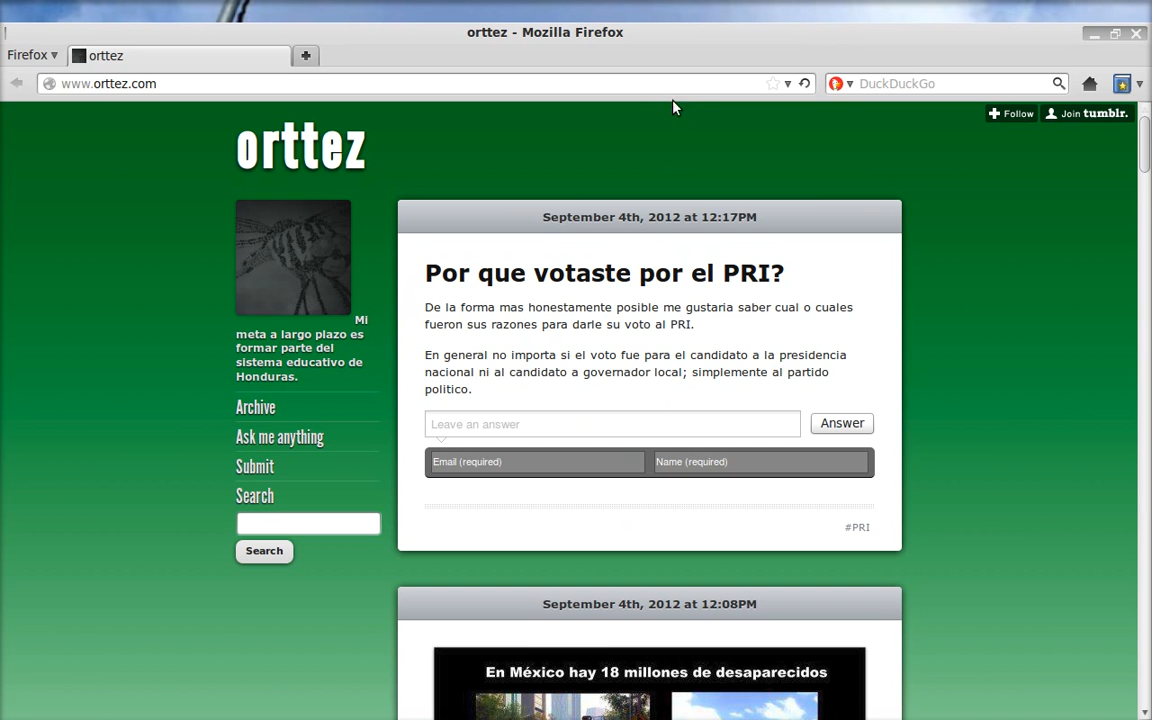 orttez - Mozilla Firefox
Firefox
orttez
www.orttez.com
DuckDuckGo
Follow
Join tumblr.
orttez
Mi
meta a largo plazo es
formar parte del
sistema educativo de
Honduras.
Archive
Ask me anything
Submit
Search
Search
September 4th, 2012 at 12:17PM
Por que votaste por el PRI?
De la forma mas honestamente posible me gustaria saber cual o cuales
fueron sus razones para darle su voto al PRI.
En general no importa si el voto fue para el candidato a la presidencia
nacional ni al candidato a governador local; simplemente al partido
politico.
Leave an answer
Answer
Email (required)
Name (required)
#PRI
September 4th, 2012 at 12:08PM
En México hay 18 millones de desaparecidos